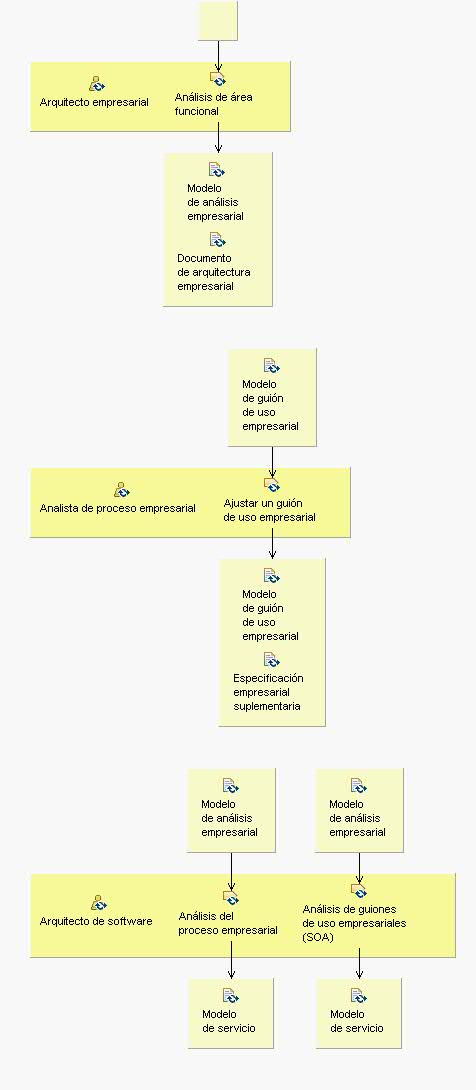 Arquitecto empresarial
Análisis de área
funcional
Modelo
de análisis
empresarial
Documento
de arquitectura
empresarial
Modelo
de guión
de uso
empresarial
Analista de proceso empresarial
Ajustar un guión
de uso empresarial
Modelo
de guión
de uso
empresarial
Especificación
empresarial
suplementaria
Modelo
de análisis
empresarial
Modelo
de análisis
empresarial
Arquitecto de software
Análisis del
proceso empresarial
Análisis de guiones
de uso empresariales
(SOA)
Modelo
de servicio
Modelo
de servicio